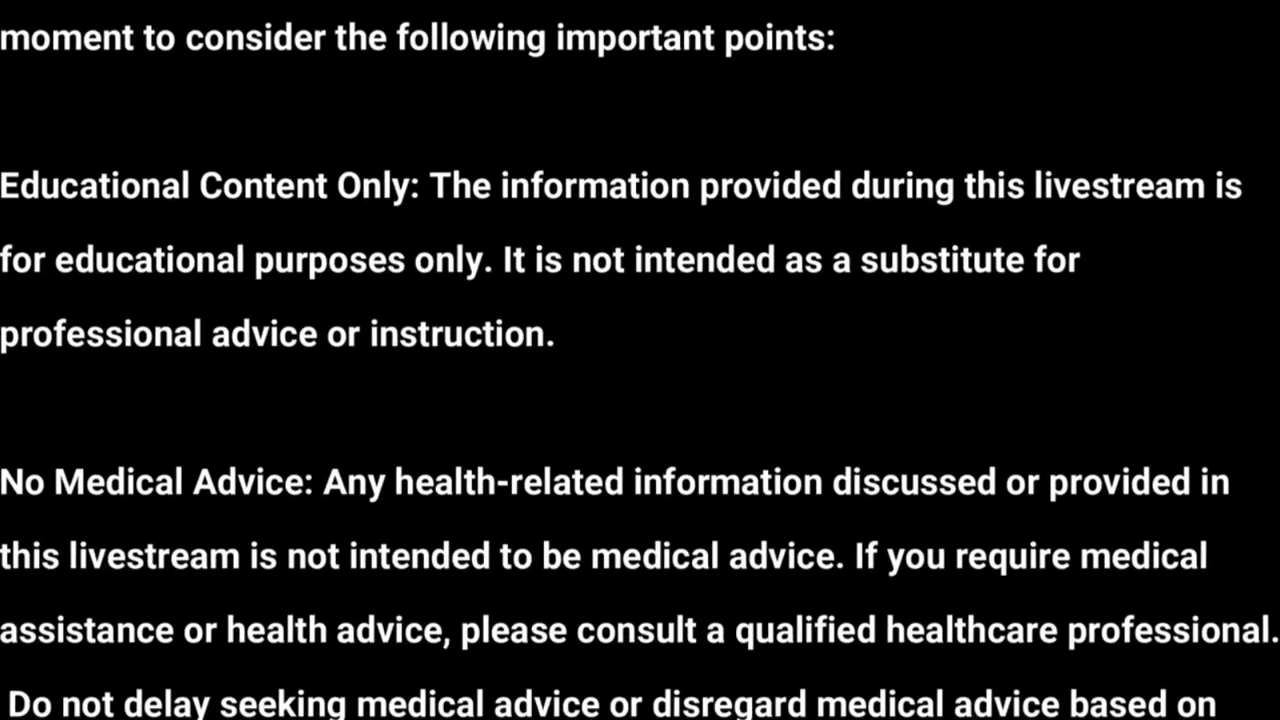 moment to consider the following important points:
Educational Content Only: The information provided during this livestream is
for educational purposes only. It is not intended as a substitute for
professional advice or instruction.
No Medical Advice: Any health-related information discussed or provided in
this livestream is not intended to be medical advice. If you require medical
assistance or health advice, please consult a qualified healthcare professional.
Do not delay seeking medical advice or disregard medical advice based on